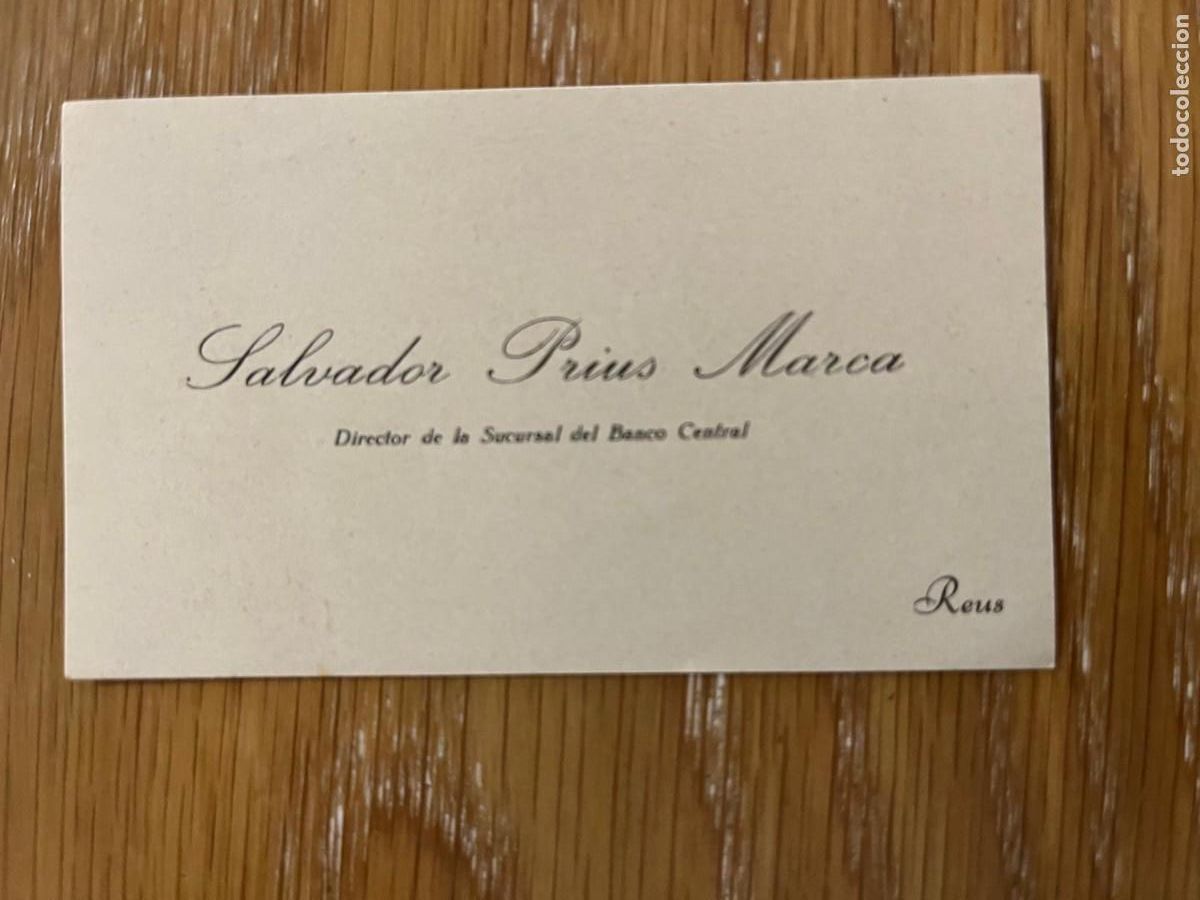 Salvador Prius Marca
Director de la Sucursal del Banco Central
Reus
todocoleccion